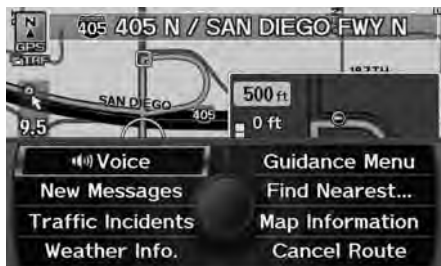 N
GPS
TRF
405 405 N / SAN DIEGO FWY N
SAN DIEGO
405
9.5
500 ft
0 ft
Voice
Guidance Menu
New Messages
Find Nearest...
Traffic Incidents
Map Information
Weather Info.
Cancel Route